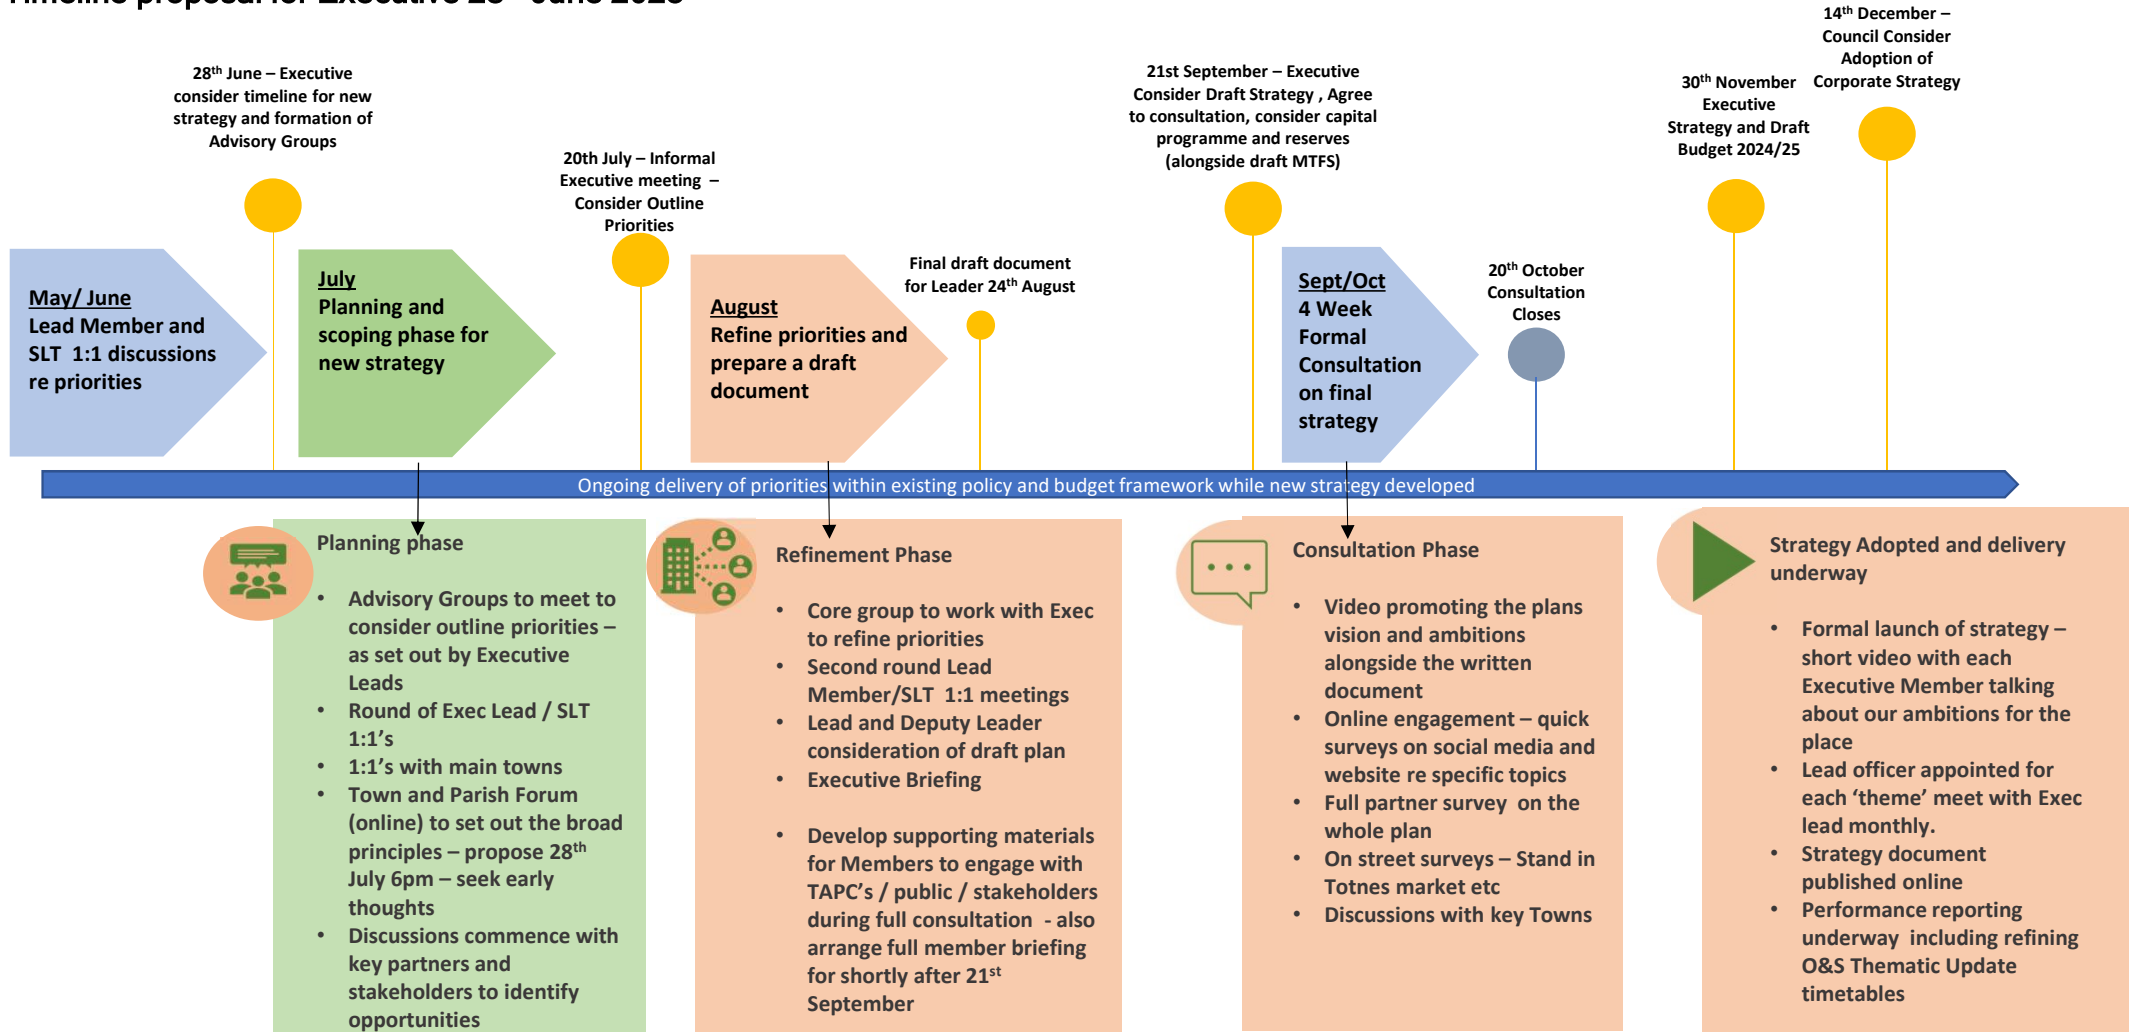 Timeline proposal for Executive 28th June 2023
28th June – Executive
consider timeline for new
strategy and formation of
Advisory Groups
20th July – Informal
Executive meeting –
Consider Outline
Priorities
Final draft document
for Leader 24th August
21st September – Executive
Consider Draft Strategy , Agree
to consultation, consider capital
programme and reserves
(alongside draft MTFS)
20th October
Consultation
Closes
30th November
Executive
Strategy and Draft
Budget 2024/25
14th December –
Council Consider
Adoption of
Corporate Strategy
May/ June
Lead Member and
SLT 1:1 discussions
re priorities
July
Planning and
scoping phase for
new strategy
August
Refine priorities and
prepare a draft
document
Sept/Oct
4 Week
Formal
Consultation
on final
strategy
Ongoing delivery of priorities within existing policy and budget framework while new strategy developed
Planning phase
• Advisory Groups to meet to
consider outline priorities –
as set out by Executive
Leads
• Round of Exec Lead / SLT
1:1’s
• 1:1’s with main towns
• Town and Parish Forum
(online) to set out the broad
principles – propose 28th
July 6pm – seek early
thoughts
• Discussions commence with
key partners and
stakeholders to identify
opportunities
Refinement Phase
• Core group to work with Exec
to refine priorities
• Second round Lead
Member/SLT 1:1 meetings
• Lead and Deputy Leader
consideration of draft plan
• Executive Briefing
• Develop supporting materials
for Members to engage with
TAPC’s / public / stakeholders
during full consultation - also
arrange full member briefing
for shortly after 21st
September
Consultation Phase
• Video promoting the plans
vision and ambitions
alongside the written
document
• Online engagement – quick
surveys on social media and
website re specific topics
• Full partner survey on the
whole plan
• On street surveys – Stand in
Totnes market etc
• Discussions with key Towns
Strategy Adopted and delivery
underway
• Formal launch of strategy –
short video with each
Executive Member talking
about our ambitions for the
place
• Lead officer appointed for
each ‘theme’ meet with Exec
lead monthly.
• Strategy document
published online
• Performance reporting
underway including refining
O&S Thematic Update
timetables